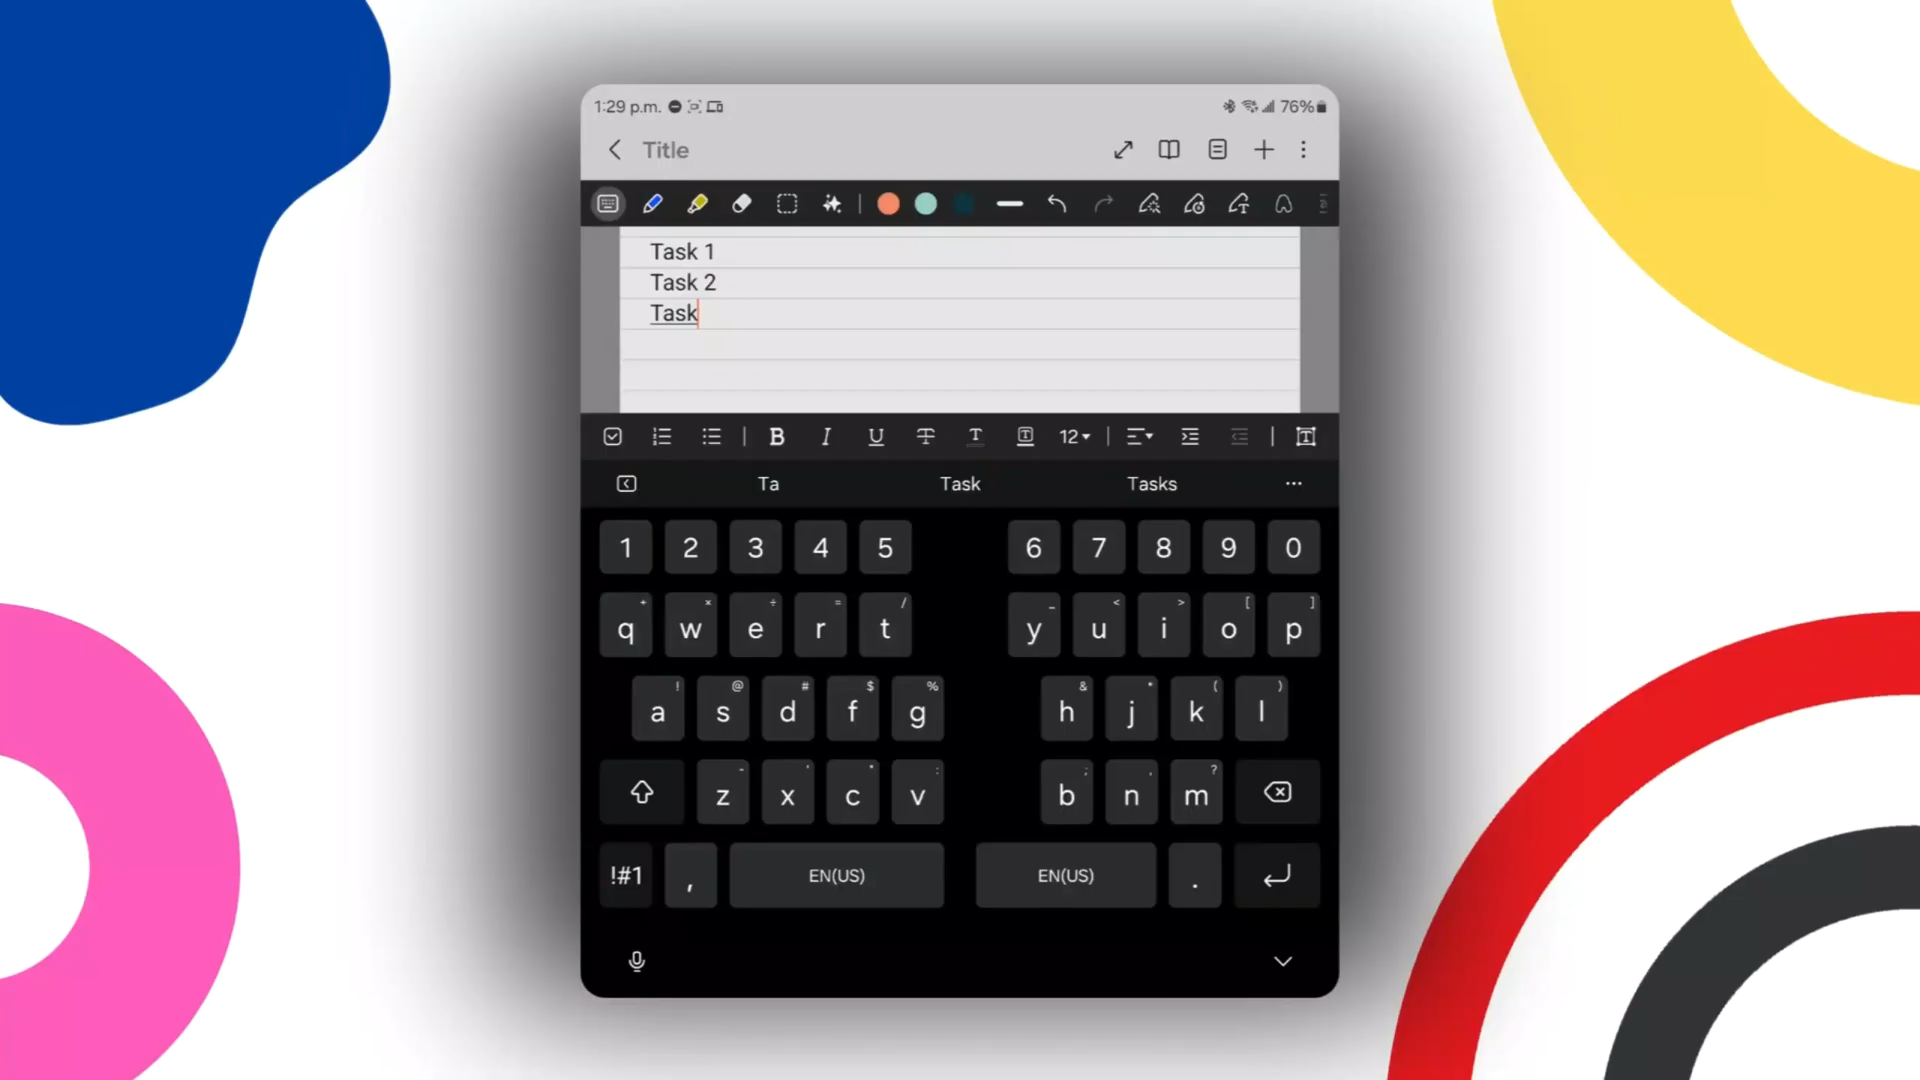 1:29 p.m. 76%
Title
Task 1
Task 2
Task
B I U T T T 12 T
Ta Task Tasks ...
1 2 3 4 5 6 7 8 9 0
+ × ÷ = / _ < > [ ]
q w e r t y u i o p
! @ # $ % & * ( )
a s d f g h j k l
- ' " : ; , ?
z x c v b n m
!#1 , EN(US) EN(US) .